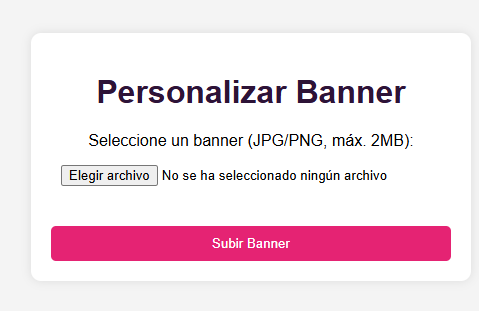 Personalizar Banner
Seleccione un banner (JPG/PNG, máx. 2MB):
Elegir archivo No se ha seleccionado ningún archivo
Subir Banner